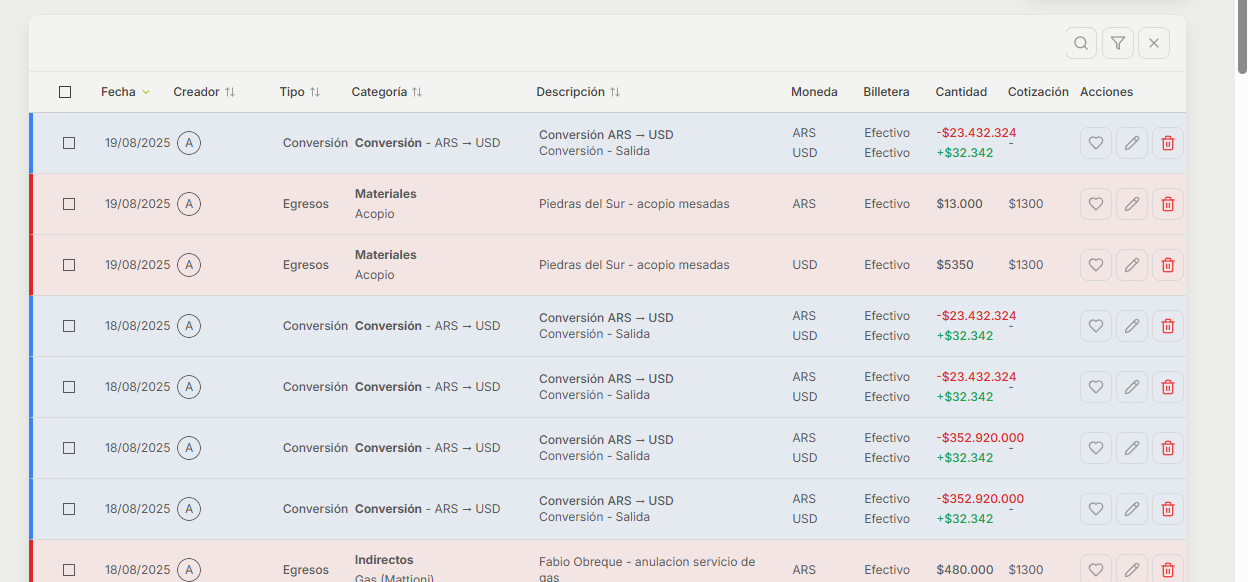 Fecha Creador Tipo Categoría Descripción Moneda Billetera Cantidad Cotización Acciones
19/08/2025 A Conversión Conversión - ARS → USD Conversión ARS → USD ARS Efectivo -$23.432.324 -
Conversión - Salida USD Efectivo +$32.342
19/08/2025 A Egresos Materiales Piedras del Sur - acopio mesadas ARS Efectivo $13.000 $1300
Acopio
19/08/2025 A Egresos Materiales Piedras del Sur - acopio mesadas USD Efectivo $5350 $1300
Acopio
18/08/2025 A Conversión Conversión - ARS → USD Conversión ARS → USD ARS Efectivo -$23.432.324 -
Conversión - Salida USD Efectivo +$32.342
18/08/2025 A Conversión Conversión - ARS → USD Conversión ARS → USD ARS Efectivo -$23.432.324 -
Conversión - Salida USD Efectivo +$32.342
18/08/2025 A Conversión Conversión - ARS → USD Conversión ARS → USD ARS Efectivo -$352.920.000 -
Conversión - Salida USD Efectivo +$32.342
18/08/2025 A Conversión Conversión - ARS → USD Conversión ARS → USD ARS Efectivo -$352.920.000 -
Conversión - Salida USD Efectivo +$32.342
18/08/2025 A Egresos Indirectos Fabio Obreque - anulacion servicio de ARS Efectivo $480.000 $1300
Gas (Mattioni) gas